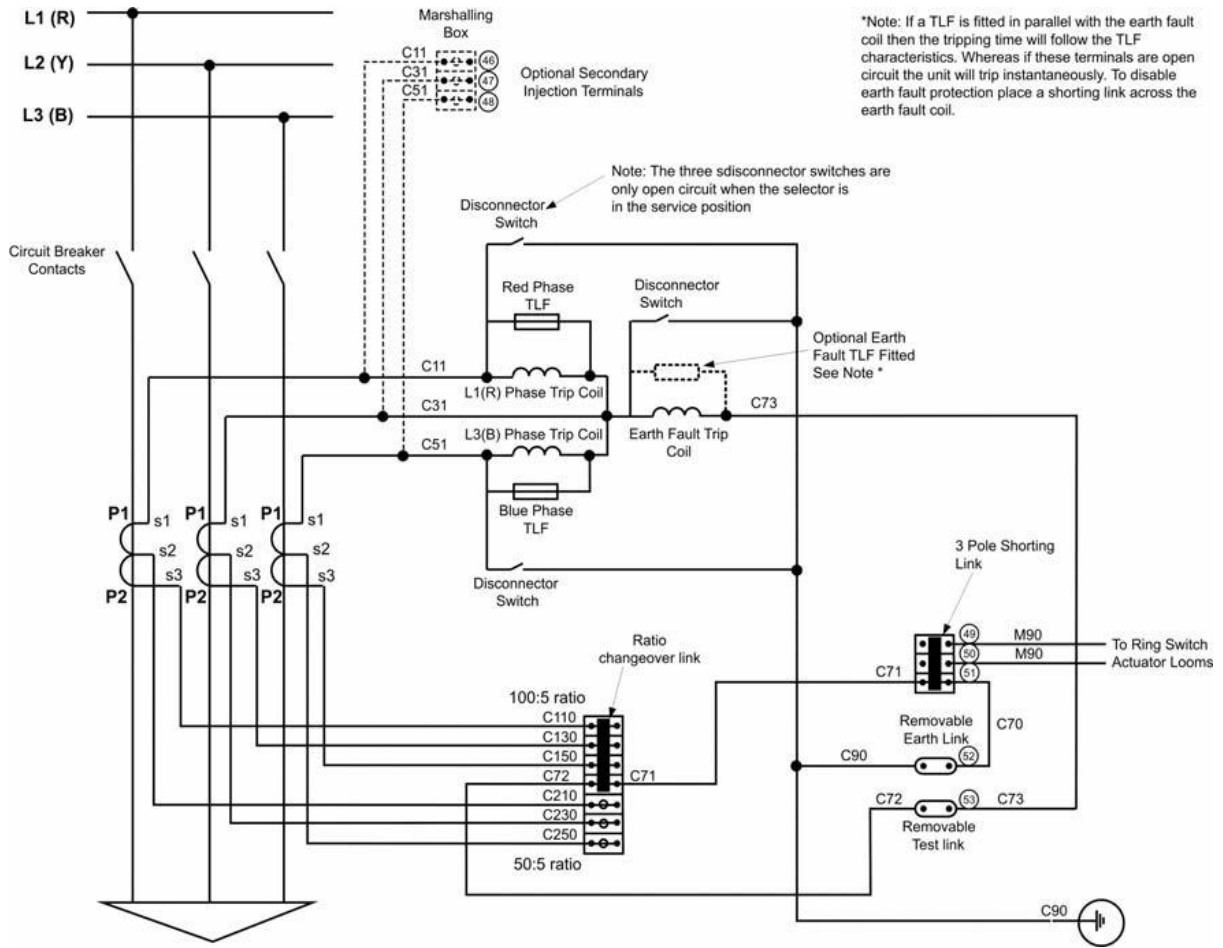 L1 (R)
L2 (Y)
L3 (B)
Marshalling
Box
C11
C31
C51
46
47
48
Optional Secondary
Injection Terminals
*Note: If a TLF is fitted in parallel with the earth fault
coil then the tripping time will follow the TLF
characteristics. Whereas if these terminals are open
circuit the unit will trip instantaneously. To disable
earth fault protection place a shorting link across the
earth fault coil.
Note: The three sdisconnector switches are
only open circuit when the selector is
in the service position
Disconnector
Switch
Circuit Breaker
Contacts
Red Phase
TLF
Disconnector
Switch
Optional Earth
Fault TLF Fitted
See Note *
C11
L1(R) Phase Trip Coil
C31
C73
L3(B) Phase Trip Coil
C51
Earth Fault Trip
Coil
Blue Phase
TLF
P1
s1
s2
s3
P2
P1
s1
s2
s3
P2
P1
s1
s2
s3
P2
Disconnector
Switch
3 Pole Shorting
Link
49
M90
50
M90
51
To Ring Switch
Actuator Looms
Ratio
changeover link
C71
100:5 ratio
C110
C130
C150
C72
C71
C210
C230
C250
50:5 ratio
Removable
Earth Link
C70
C90
52
C72
53
C73
Removable
Test link
C90